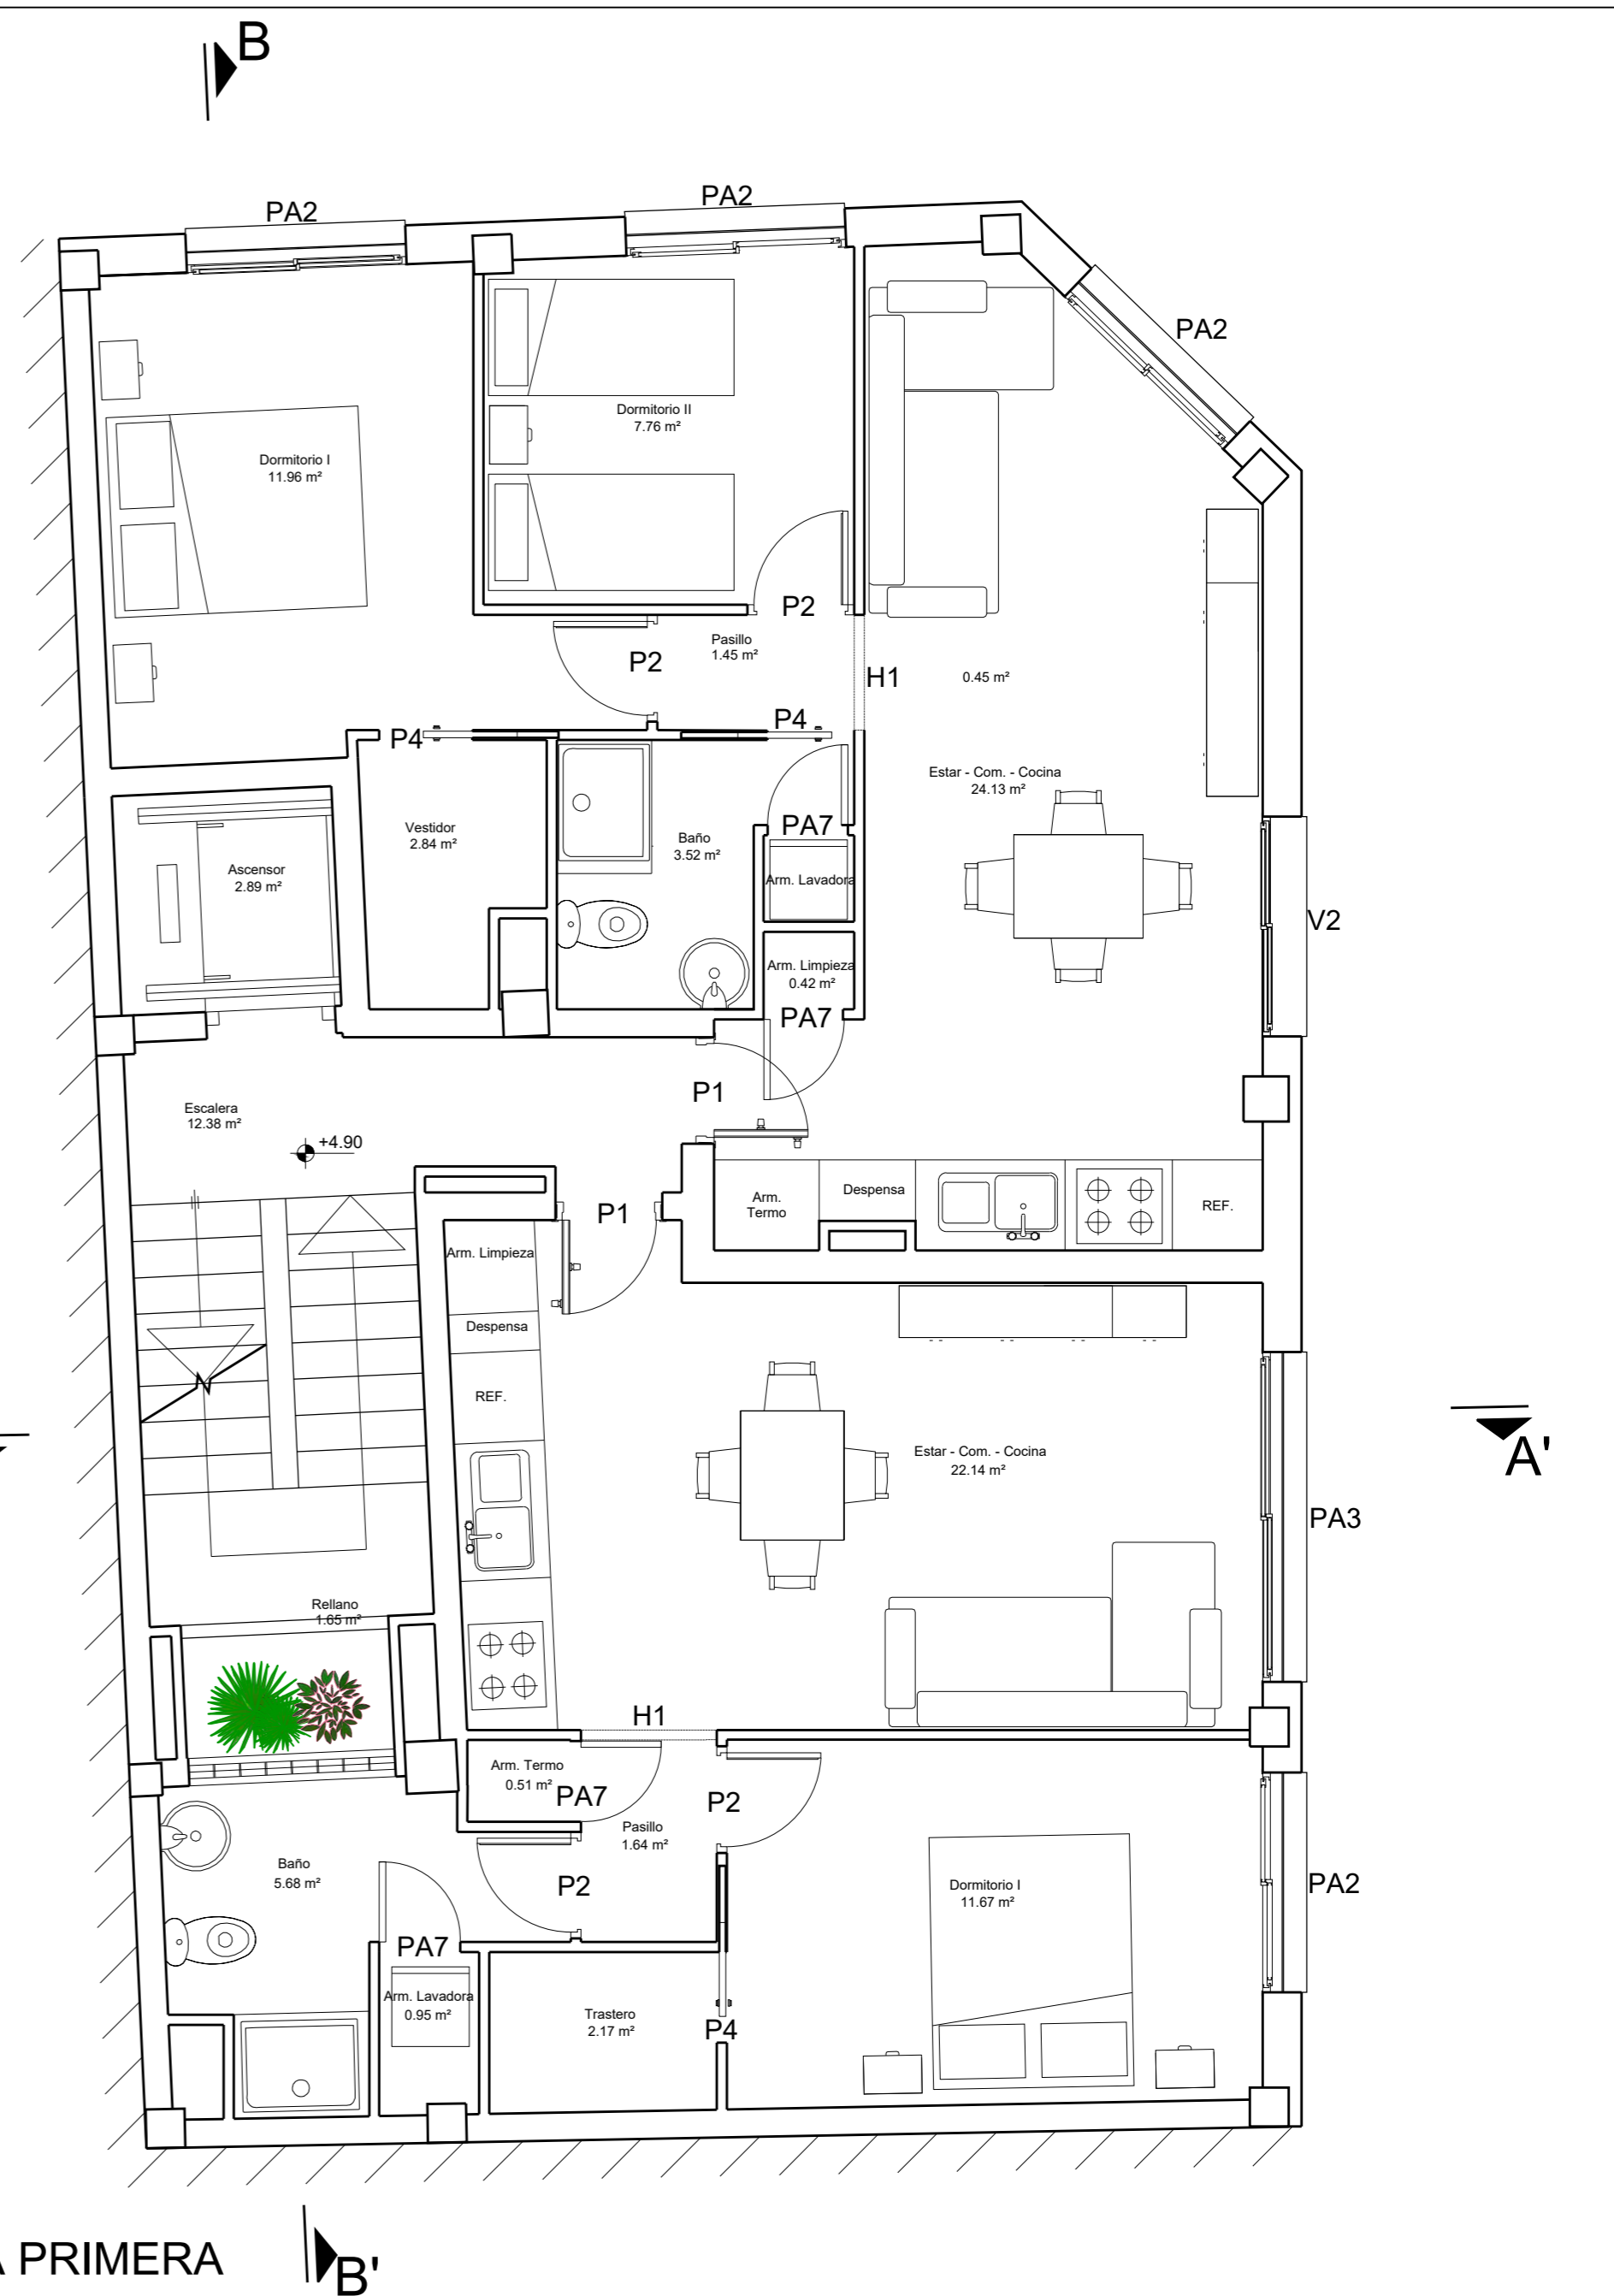 B
PA2
PA2
PA2
Dormitorio II
7.76 m²
Dormitorio I
11.96 m²
P2
Pasillo
1.45 m²
P2
H1
0.45 m²
P4
P4
Estar - Com. - Cocina
24.13 m²
Vestidor
2.84 m²
PA7
Baño
3.52 m²
Ascensor
2.89 m²
Arm. Lavadora
V2
Arm. Limpieza
0.42 m²
PA7
P1
Escalera
12.38 m²
+4.90
Arm.
Termo
Despensa
REF.
P1
Arm. Limpieza
Despensa
REF.
Estar - Com. - Cocina
22.14 m²
A'
PA3
Rellano
1.65 m²
H1
Arm. Termo
0.51 m²
PA7
P2
Pasillo
1.64 m²
Baño
5.68 m²
P2
Dormitorio I
11.67 m²
PA2
PA7
Arm. Lavadora
0.95 m²
Trastero
2.17 m²
P4
A PRIMERA
B'